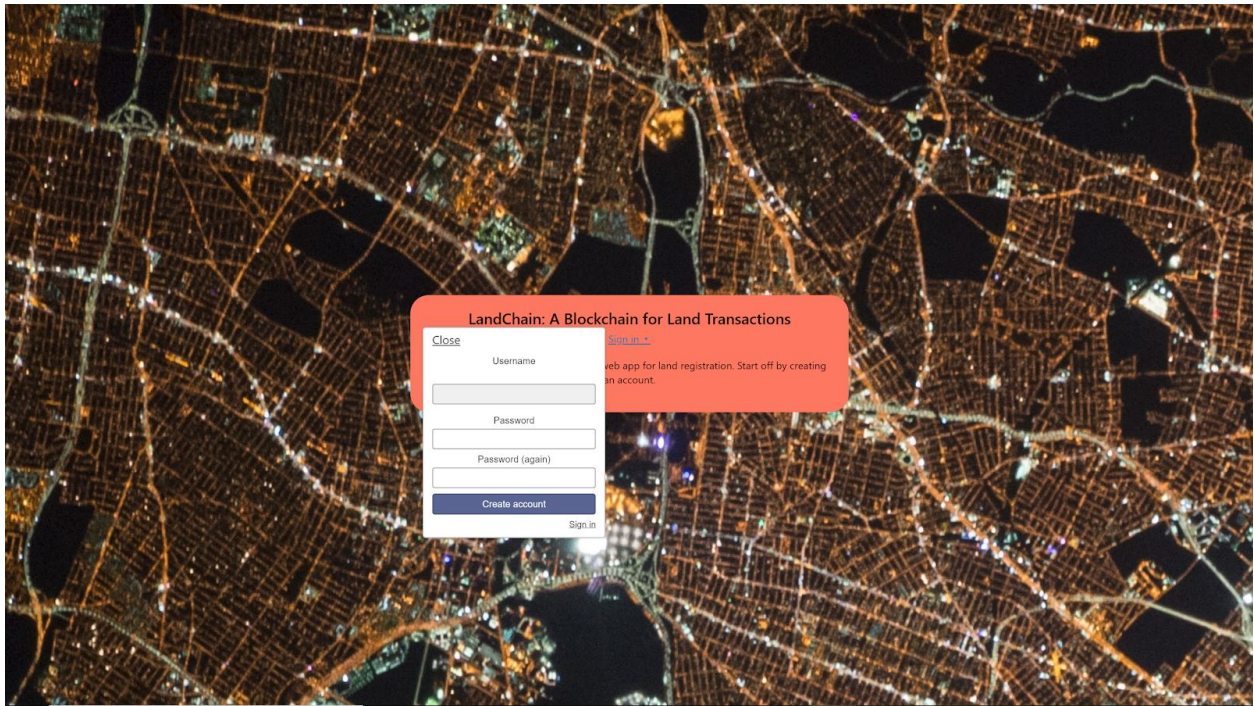 LandChain: A Blockchain for Land Transactions
Close
Sign in ▾
Username
web app for land registration. Start off by creating
an account.
Password
Password (again)
Create account
Sign in